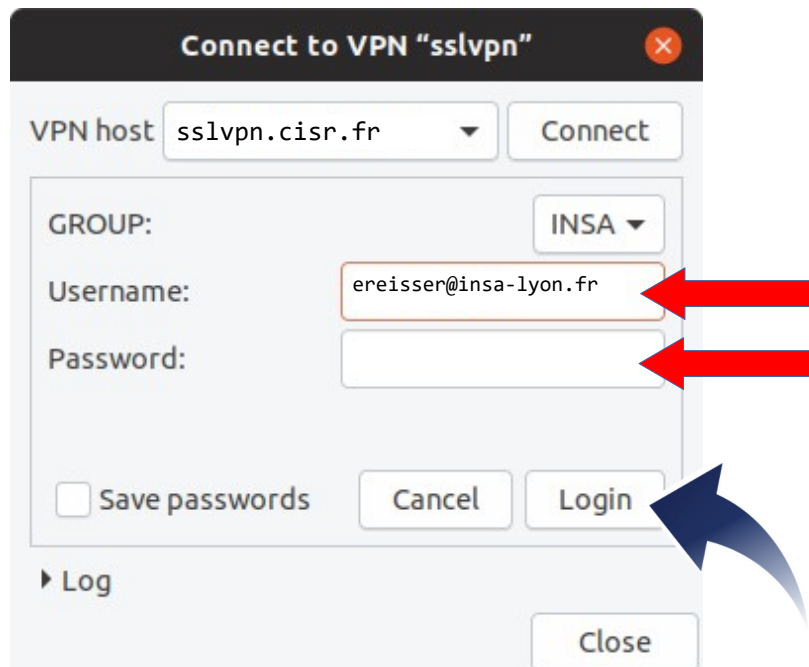 Connect to VPN “sslvpn”
VPN host sslvpn.cisr.fr Connect
GROUP: INSA
Username: ereisser@insa-lyon.fr
Password:
Save passwords Cancel Login
Log
Close